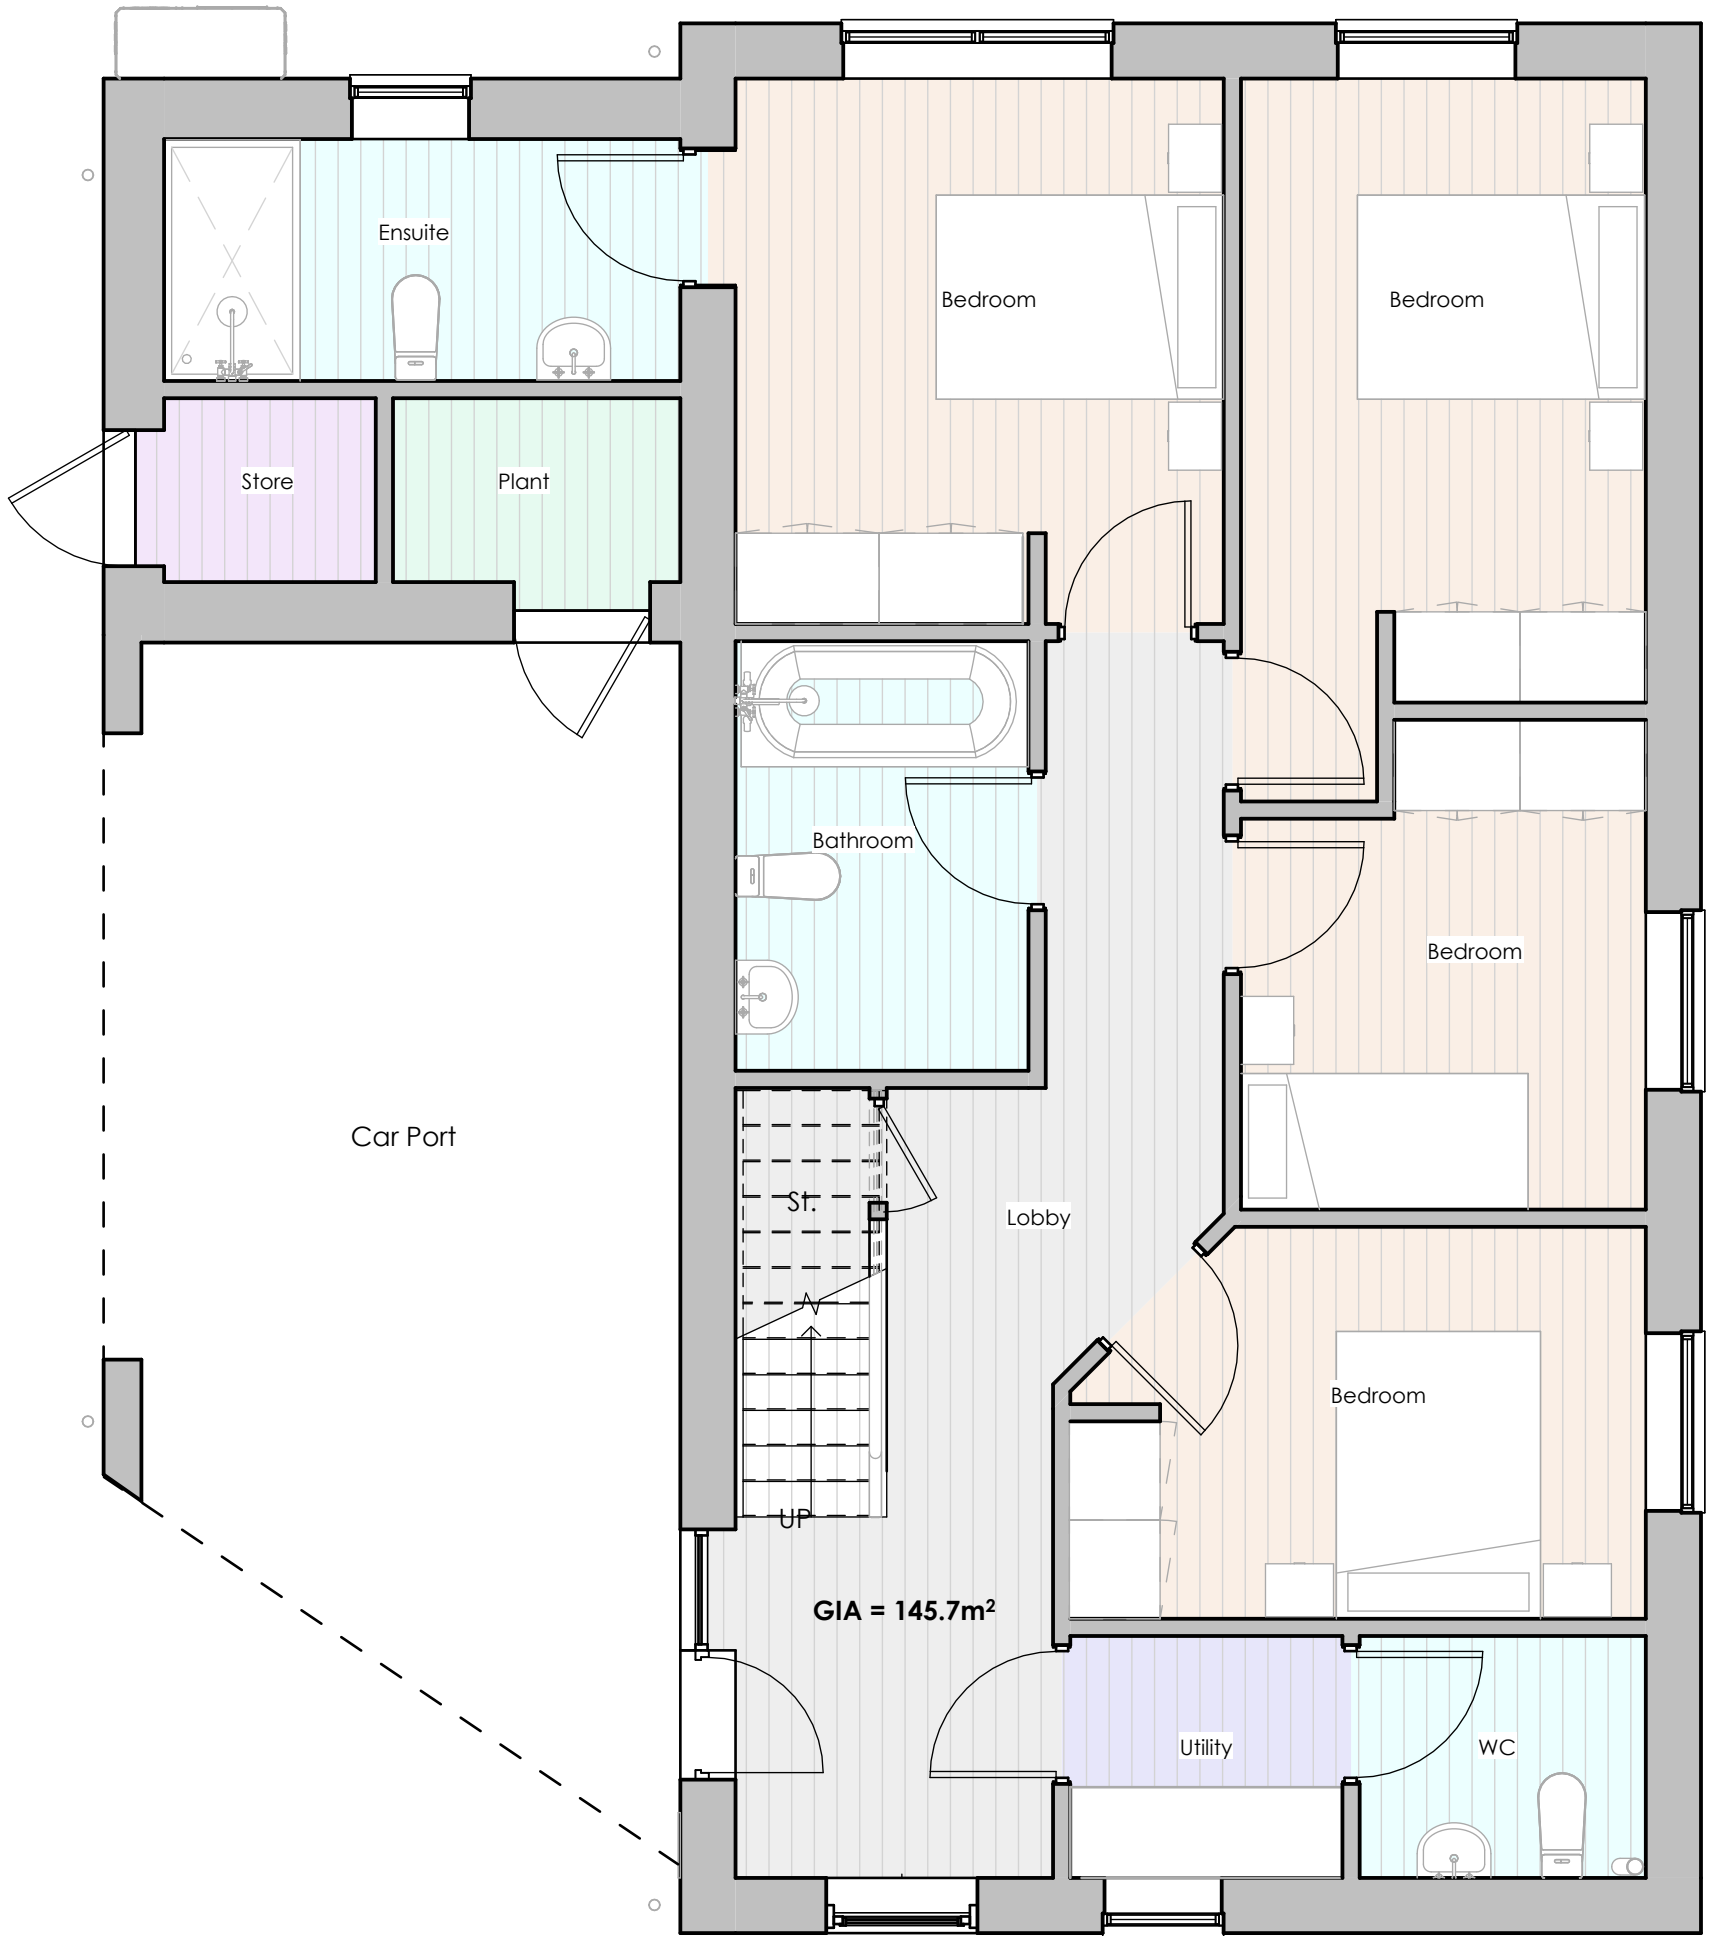 Ensuite
Bedroom
Bedroom
Store
Plant
Bathroom
Bedroom
Car Port
St.
Lobby
Bedroom
UP
GIA = 145.7m²
Utility
WC